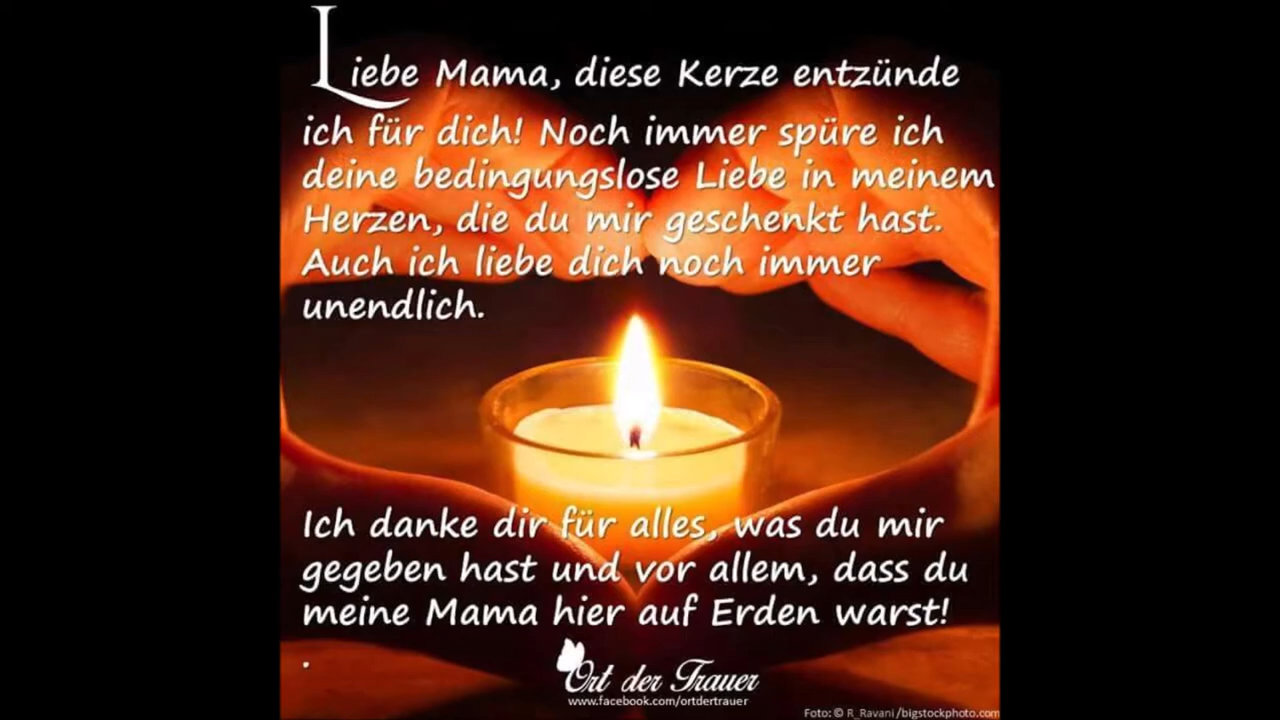 Liebe Mama, diese Kerze entzünde
ich für dich! Noch immer spüre ich
deine bedingungslose Liebe in meinem
Herzen, die du mir geschenkt hast.
Auch ich liebe dich noch immer
unendlich.
Ich danke dir für alles, was du mir
gegeben hast und vor allem, dass du
meine Mama hier auf Erden warst!
.
Ort der Trauer
www.facebook.com/ortdertrauer
Foto: © R_Ravani/bigstockphoto.com